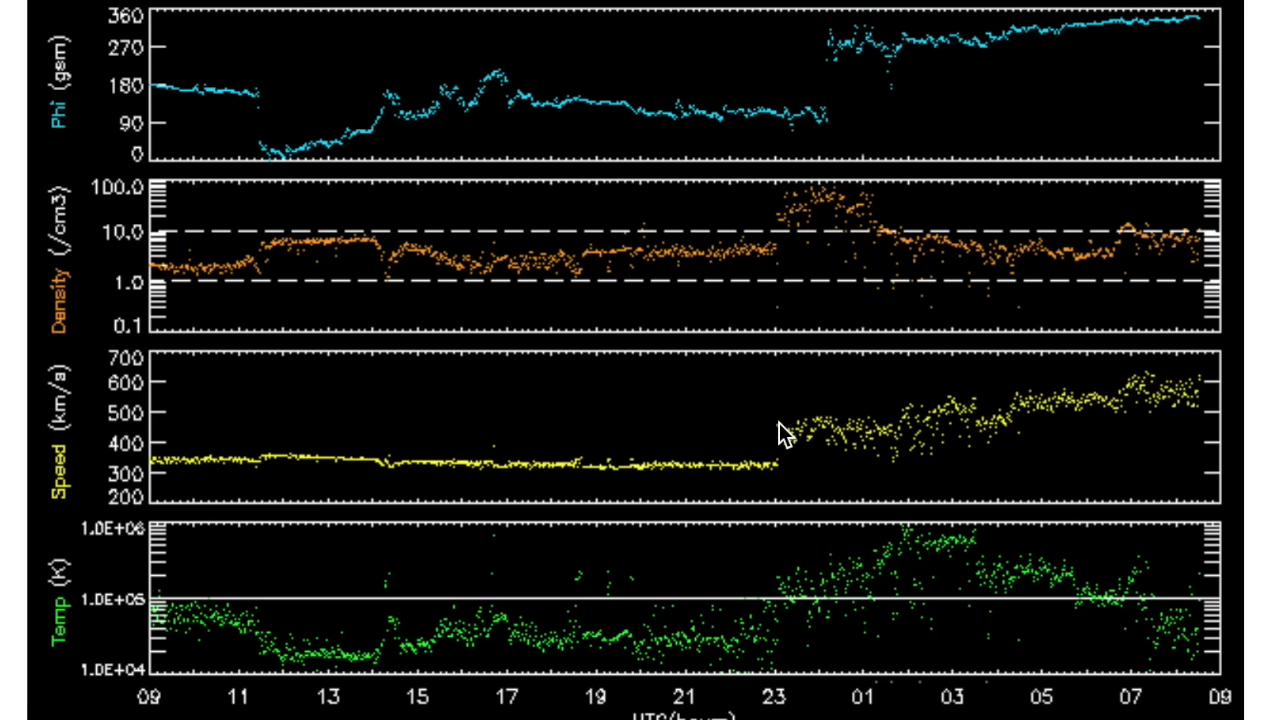 Phi (gsm)
360
270
180
90
0
Density (/cm3)
100.0
10.0
1.0
0.1
Speed (km/s)
700
600
500
400
300
200
Temp (K)
1.0E+06
1.0E+05
1.0E+04
09 11 13 15 17 19 21 23 01 03 05 07 09